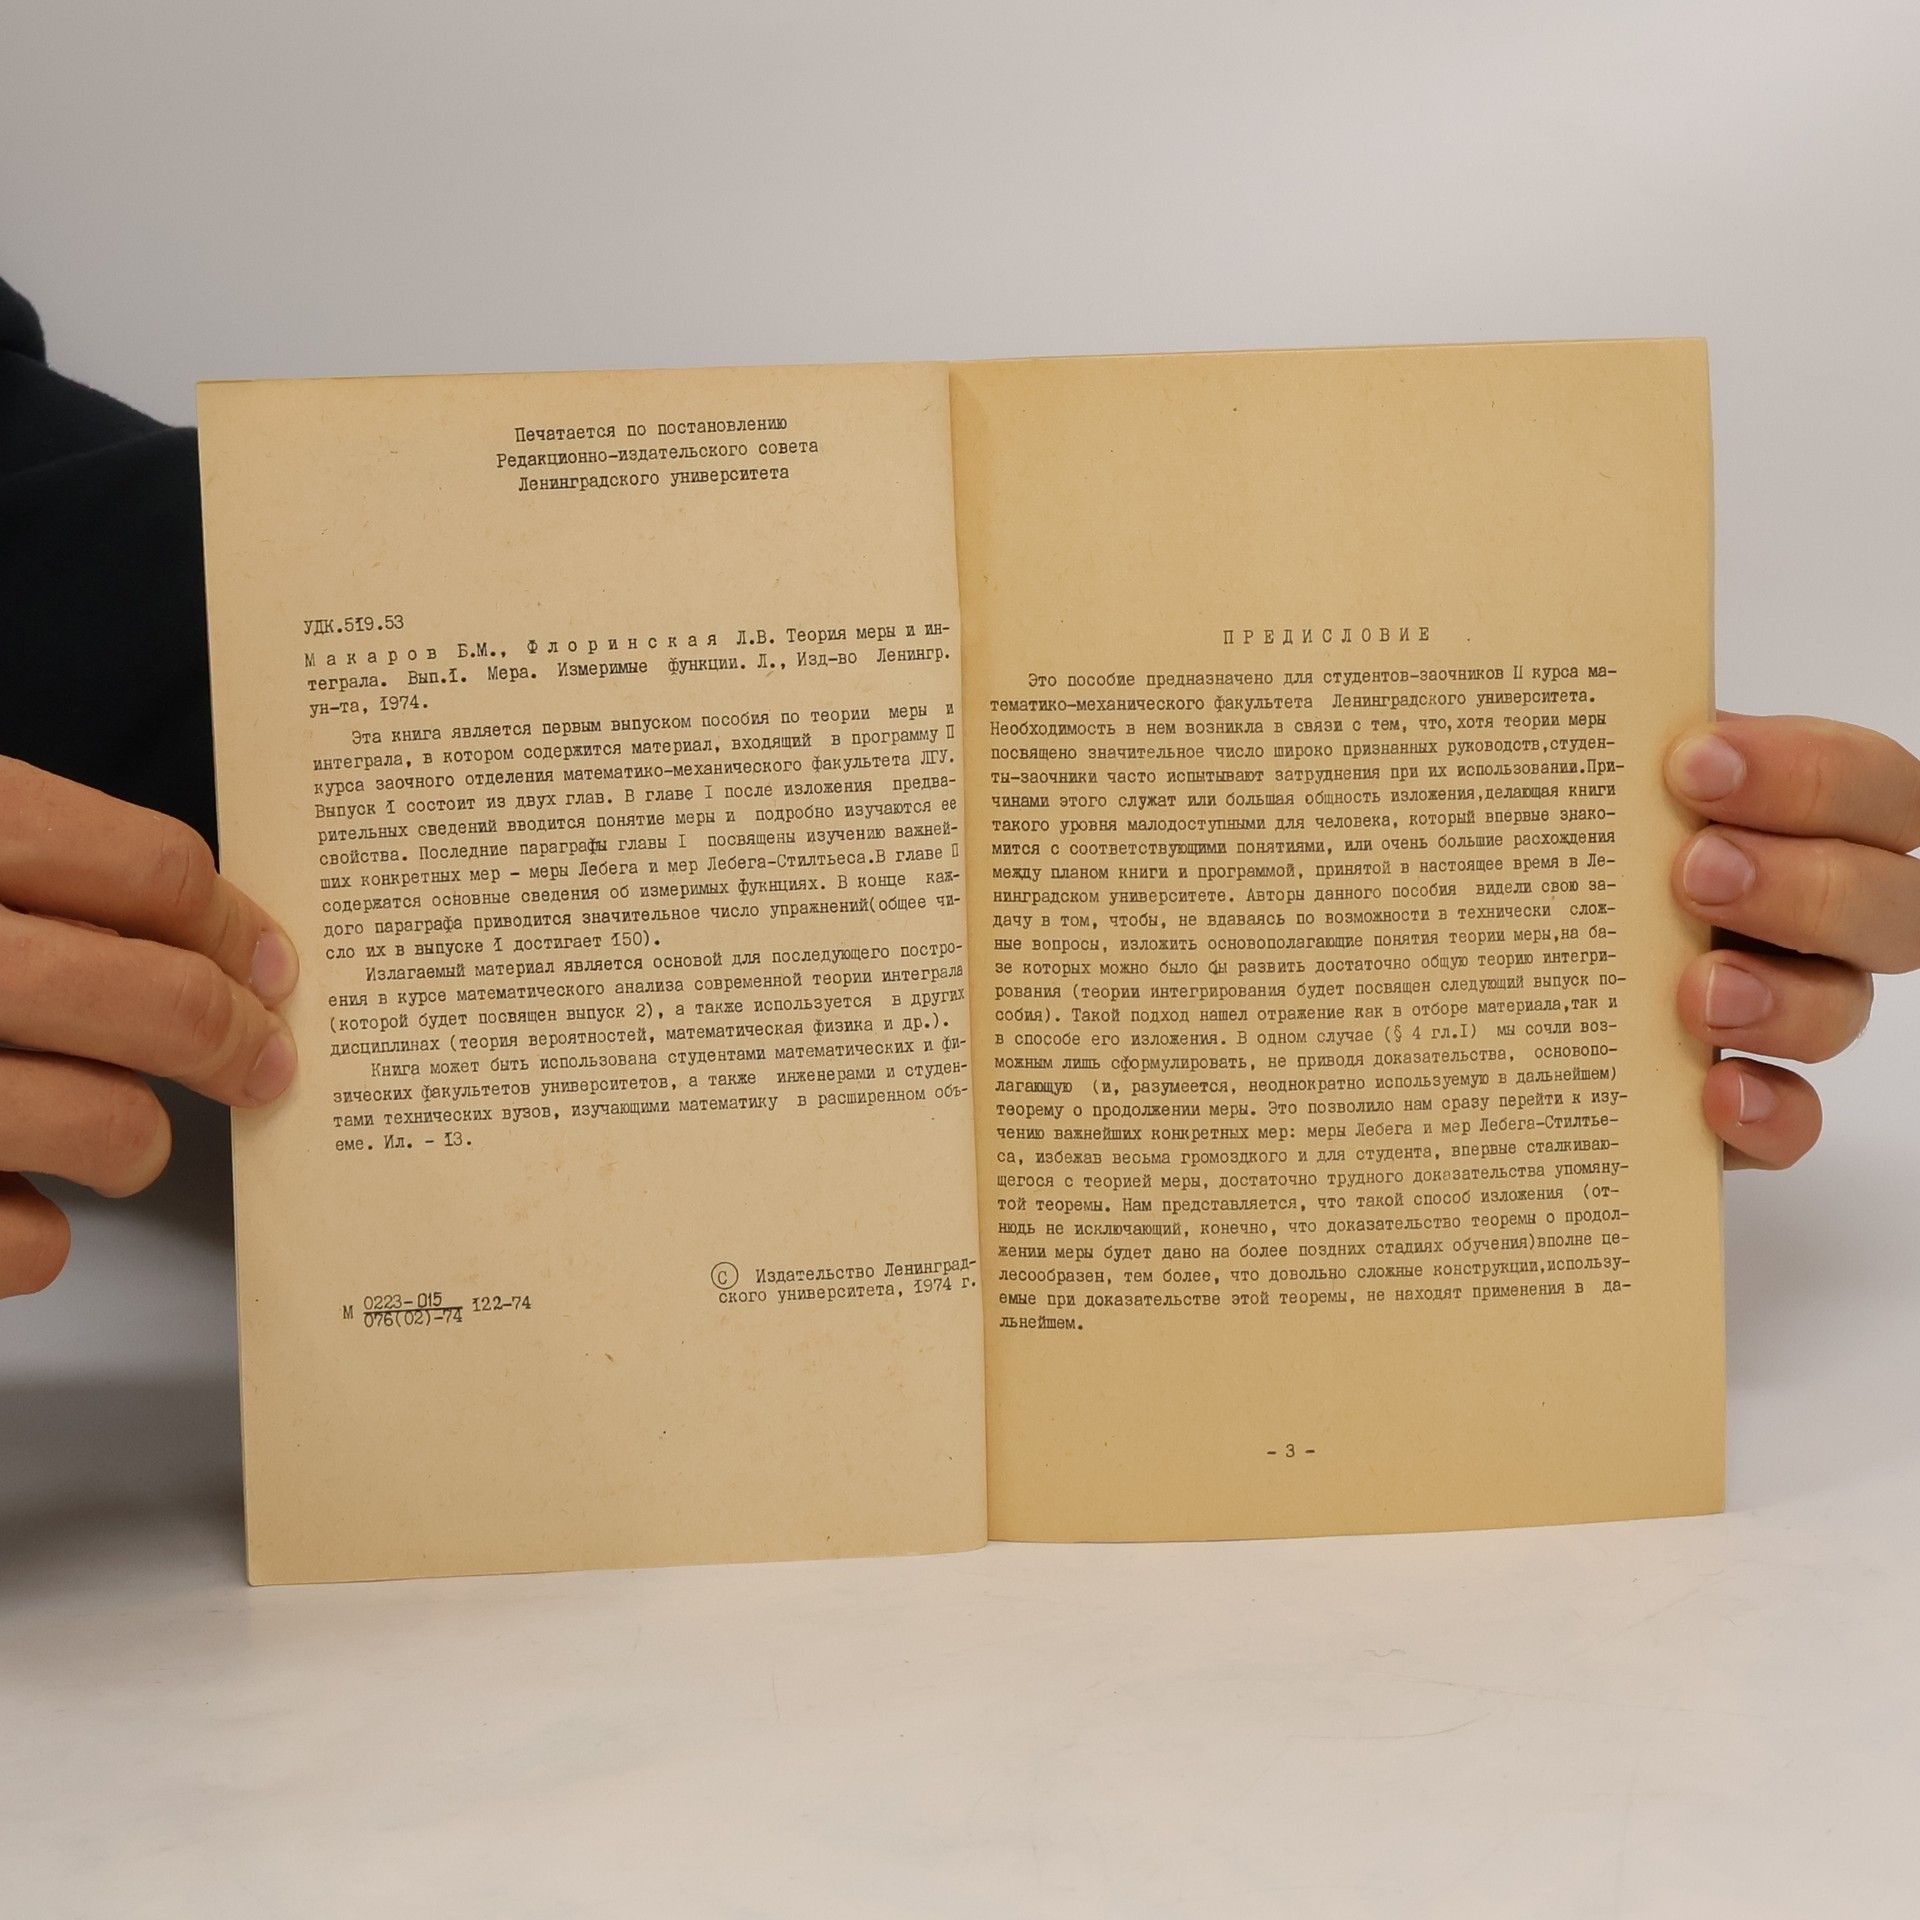 Печатается по постановлению
Редакционно-издательского совета
Ленинградского университета
УДК.519.53
Макаров Б.М., Флоринская Л.В. Теория меры и ин-
теграла. Вып.1. Мера. Измеримые функции. Л., Изд-во Ленингр.
ун-та, 1974.
Эта книга является первым выпуском пособия по теории меры и
интеграла, в котором содержится материал, входящий в программу II
курса заочного отделения математико-механического факультета ЛГУ.
Выпуск 1 состоит из двух глав. В главе I после изложения предва-
рительных сведений вводится понятие меры и подробно изучаются ее
свойства. Последние параграфы главы I посвящены изучению важней-
ших конкретных мер - меры Лебега и мер Лебега-Стилтьеса.В главе II
содержатся основные сведения об измеримых фукнциях. В конце каж-
дого параграфа приводится значительное число упражнений(общее чи-
сло их в выпуске 1 достигает 150).
Излагаемый материал является основой для последующего постро-
ения в курсе математического анализа современной теории интеграла
(которой будет посвящен выпуск 2), а также используется в других
дисциплинах (теория вероятностей, математическая физика и др.).
Книга может быть использована студентами математических и фи-
зических факультетов университетов, а также инженерами и студен-
тами технических вузов, изучающими математику в расширенном объ-
еме. Ил. - 13.
М 0223-015
076(02)-74 122-74
© Издательство Ленинград-
ского университета, 1974 г.
ПРЕДИСЛОВИЕ
Это пособие предназначено для студентов-заочников II курса ма-
тематико-механического факультета Ленинградского университета.
Необходимость в нем возникла в связи с тем, что,хотя теории меры
посвящено значительное число широко признанных руководств,студен-
ты-заочники часто испытывают затруднения при их использовании.При-
чинами этого служат или большая общность изложения,делающая книги
такого уровня малодоступными для человека, который впервые знако-
мится с соответствующими понятиями, или очень большие расхождения
между планом книги и программой, принятой в настоящее время в Ле-
нинградском университете. Авторы данного пособия видели свою за-
дачу в том, чтобы, не вдаваясь по возможности в технически слож-
ные вопросы, изложить основополагающие понятия теории меры,на ба-
зе которых можно было бы развить достаточно общую теорию интегри-
рования (теории интегрирования будет посвящен следующий выпуск по-
собия). Такой подход нашел отражение как в отборе материала,так и
в способе его изложения. В одном случае (§ 4 гл.I) мы сочли воз-
можным лишь сформулировать, не приводя доказательства, основопо-
лагающую (и, разумеется, неоднократно используемую в дальнейшем)
теорему о продолжении меры. Это позволило нам сразу перейти к изу-
чению важнейших конкретных мер: меры Лебега и мер Лебега-Стилтье-
са, избежав весьма громоздкого и для студента, впервые сталкиваю-
щегося с теорией меры, достаточно трудного доказательства упомяну-
той теоремы. Нам представляется, что такой способ изложения (от-
нюдь не исключающий, конечно, что доказательство теоремы о продол-
жении меры будет дано на более поздних стадиях обучения)вполне це-
лесообразен, тем более, что довольно сложные конструкции,использу-
емые при доказательстве этой теоремы, не находят применения в да-
льнейшем.
- 3 -